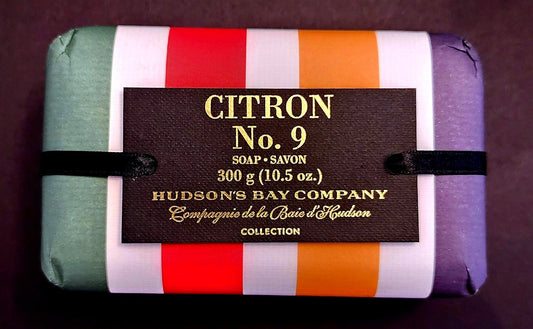 CITRON
No. 9
SOAP • SAVON
300 g (10.5 oz.)
HUDSON'S BAY COMPANY
Compagnie de la Baie d'Hudson
COLLECTION